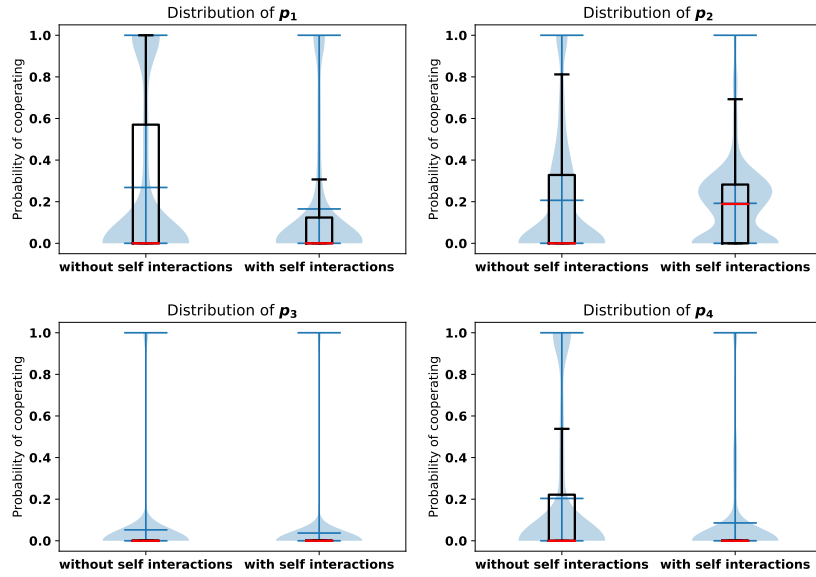 Distribution of p1
Probability of cooperating
1.0
0.8
0.6
0.4
0.2
0.0
without self interactions
with self interactions
Distribution of p2
Probability of cooperating
1.0
0.8
0.6
0.4
0.2
0.0
without self interactions
with self interactions
Distribution of p3
Probability of cooperating
1.0
0.8
0.6
0.4
0.2
0.0
without self interactions
with self interactions
Distribution of p4
Probability of cooperating
1.0
0.8
0.6
0.4
0.2
0.0
without self interactions
with self interactions